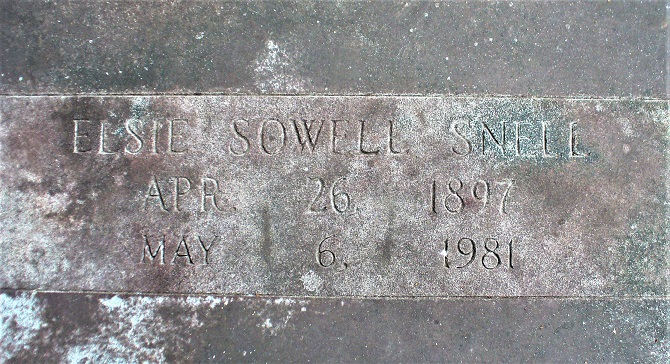 ELSIE SOWELL SNELL
APR. 26, 1897
MAY 6, 1981